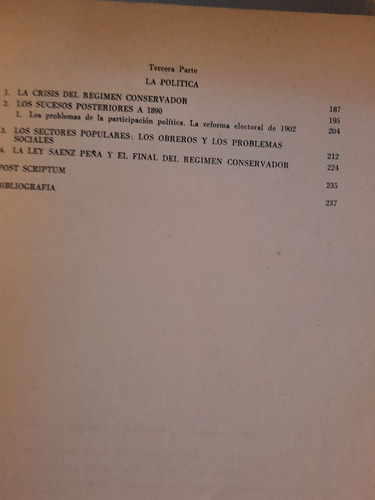 Tercera Parte
LA POLITICA
1. LA CRISIS DEL REGIMEN CONSERVADOR 187
2. LOS SUCESOS POSTERIORES A 1890 195
1. Los problemas de la participación política. La reforma electoral de 1902 204
3. LOS SECTORES POPULARES: LOS OBREROS Y LOS PROBLEMAS
SOCIALES 212
4. LA LEY SAENZ PEÑA Y EL FINAL DEL REGIMEN CONSERVADOR 224
POST SCRIPTUM 235
BIBLIOGRAFIA 237